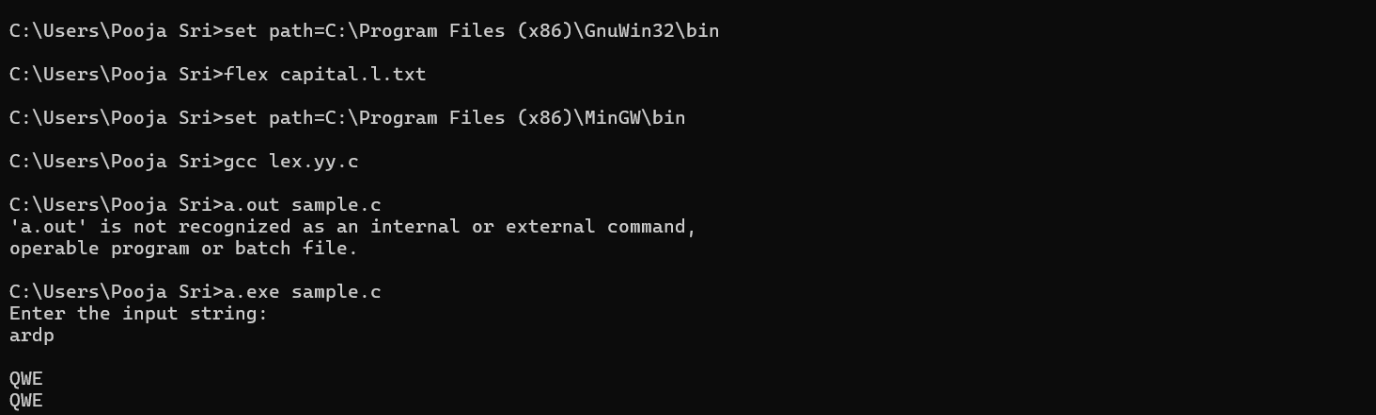 C:\Users\Pooja Sri>set path=C:\Program Files (x86)\GnuWin32\bin
C:\Users\Pooja Sri>flex capital.l.txt
C:\Users\Pooja Sri>set path=C:\Program Files (x86)\MinGW\bin
C:\Users\Pooja Sri>gcc lex.yy.c
C:\Users\Pooja Sri>a.out sample.c
'a.out' is not recognized as an internal or external command,
operable program or batch file.
C:\Users\Pooja Sri>a.exe sample.c
Enter the input string:
ardp
QWE
QWE